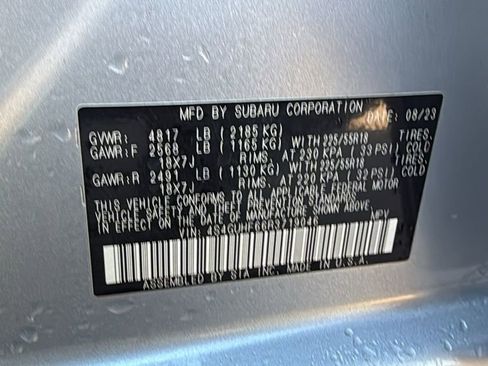 MFD BY SUBARU CORPORATION DATE: 08/23
GVWR: 4817 LB (2185 KG)
GAWR:F 2568 LB (1165 KG) WITH 225/55R18 TIRES,
18X7J RIMS, AT 230 KPA (33 PSI) COLD
GAWR:R 2491 LB (1130 KG) WITH 225/55R18 TIRES,
18X7J RIMS, AT KPA (32 PSI) COLD
THIS VEHICLE CONFORMS TO ALL APPLICABLE FEDERAL MOTOR
VEHICLE SAFETY AND THEFT PREVENTION STANDARDS
IN EFFECT ON THE DATE OF MANUFACTURE SHOWN ABOVE.
VIN: MPV
ASSEMBLED BY SIA INC. MADE IN U.S.A.